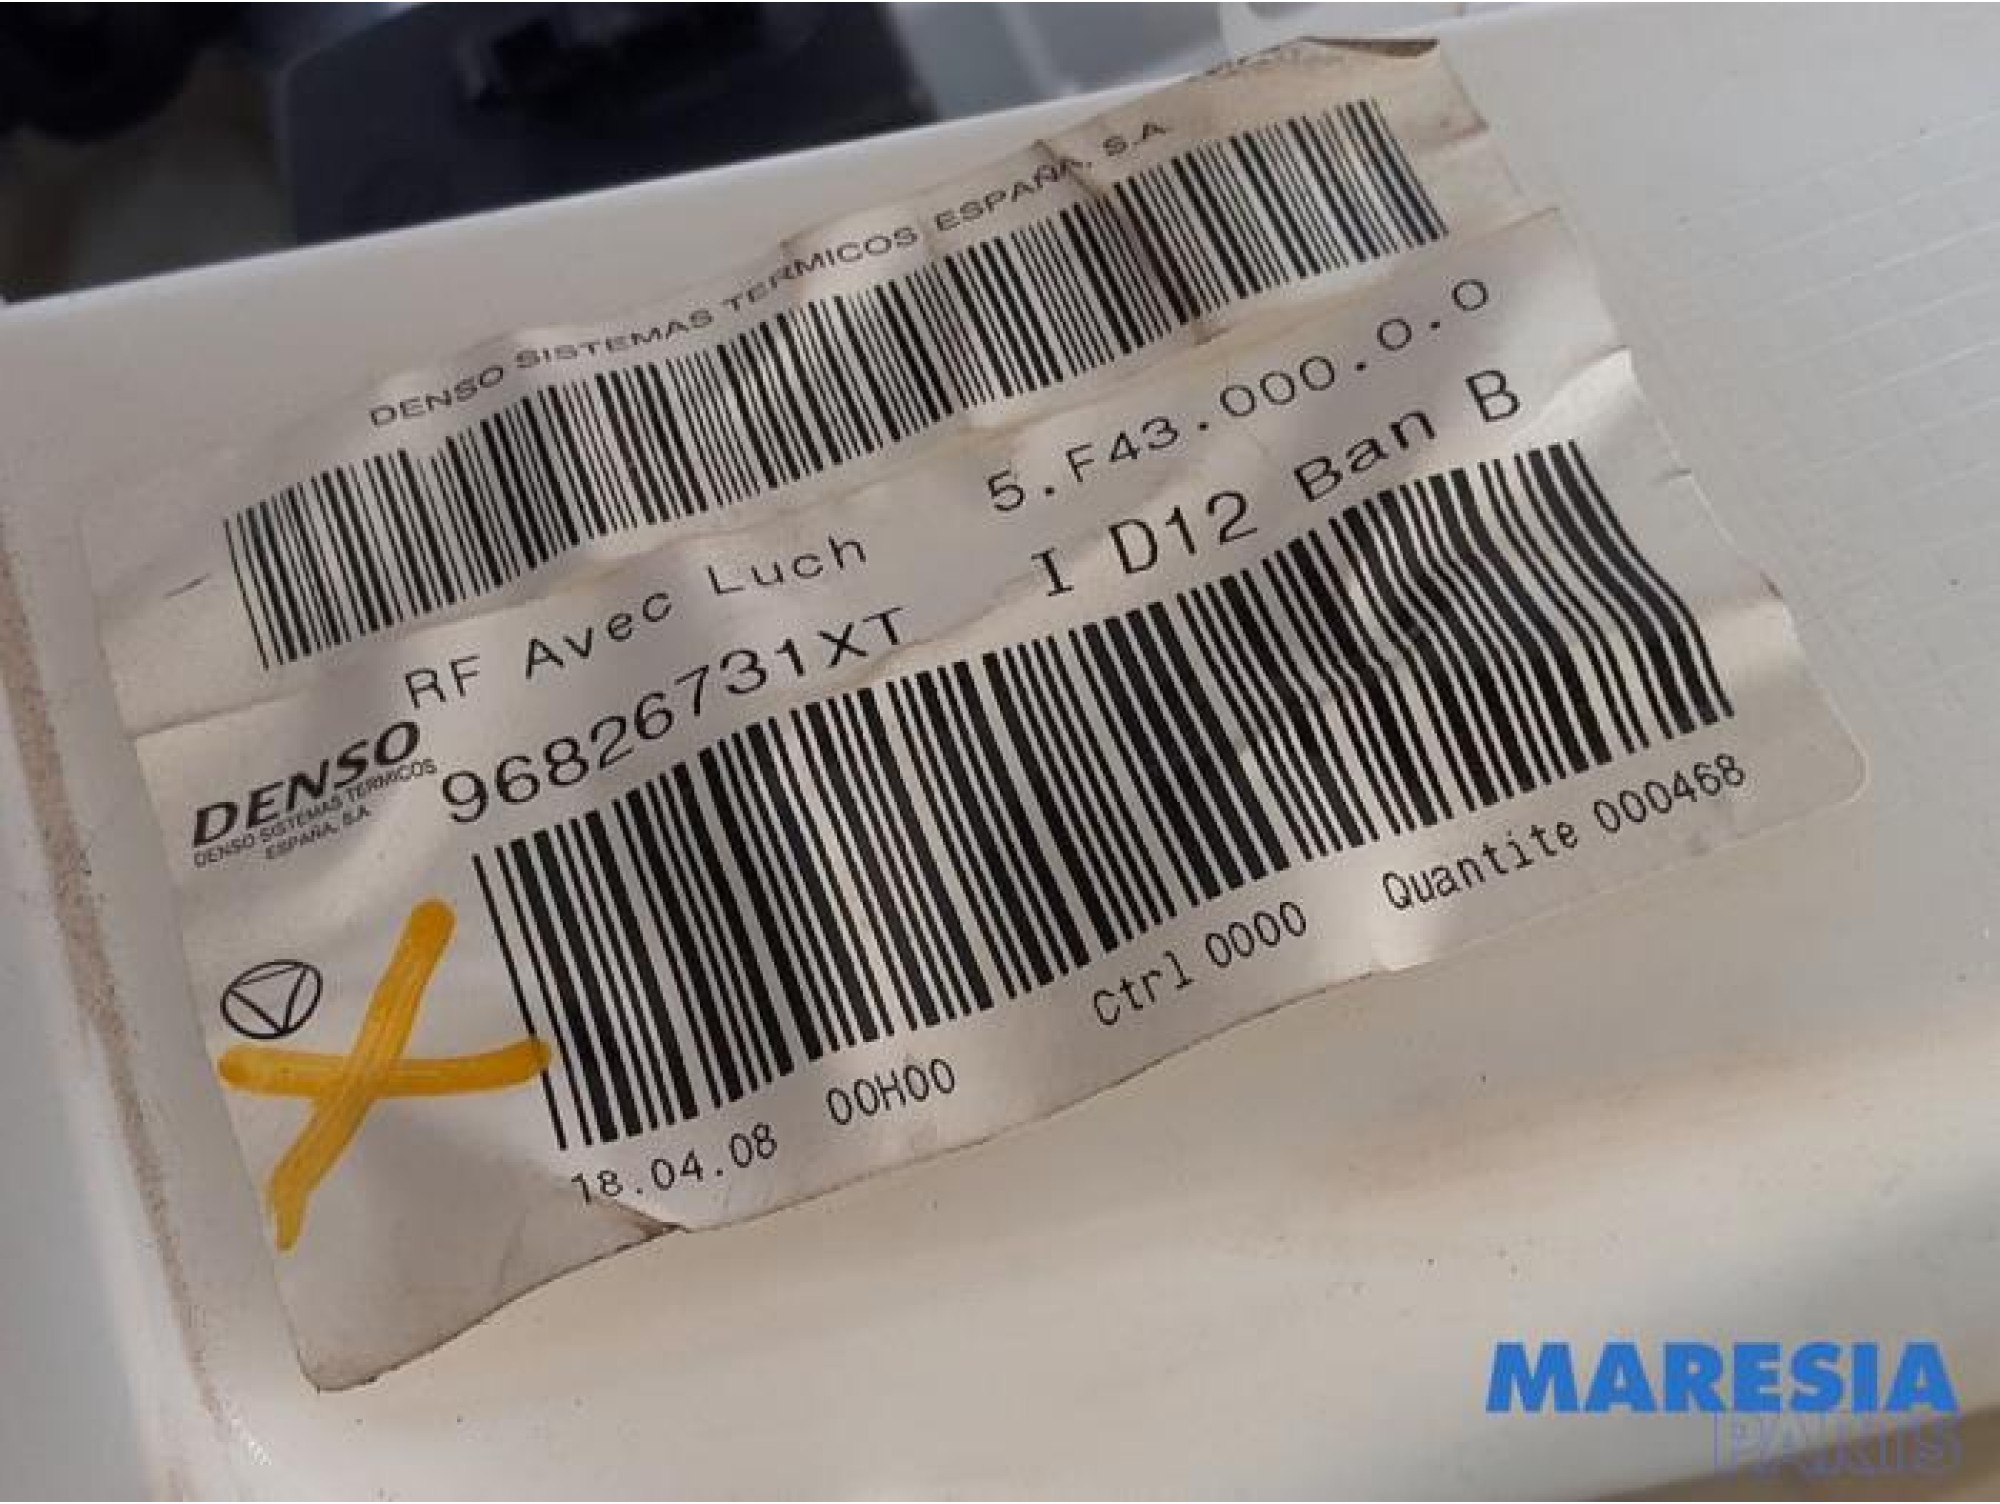 DENSO SISTEMAS TERMICOS ESPAÑA, S.A.
RF Avec Luch 5.F43.000.0.0
96826731XT I D12 Ban B
DENSO
DENSO SISTEMAS TERMICOS
ESPAÑA, S.A.
18.04.08 00H00 Ctrl 0000 Quantite 000468
MARESIA
PARTS